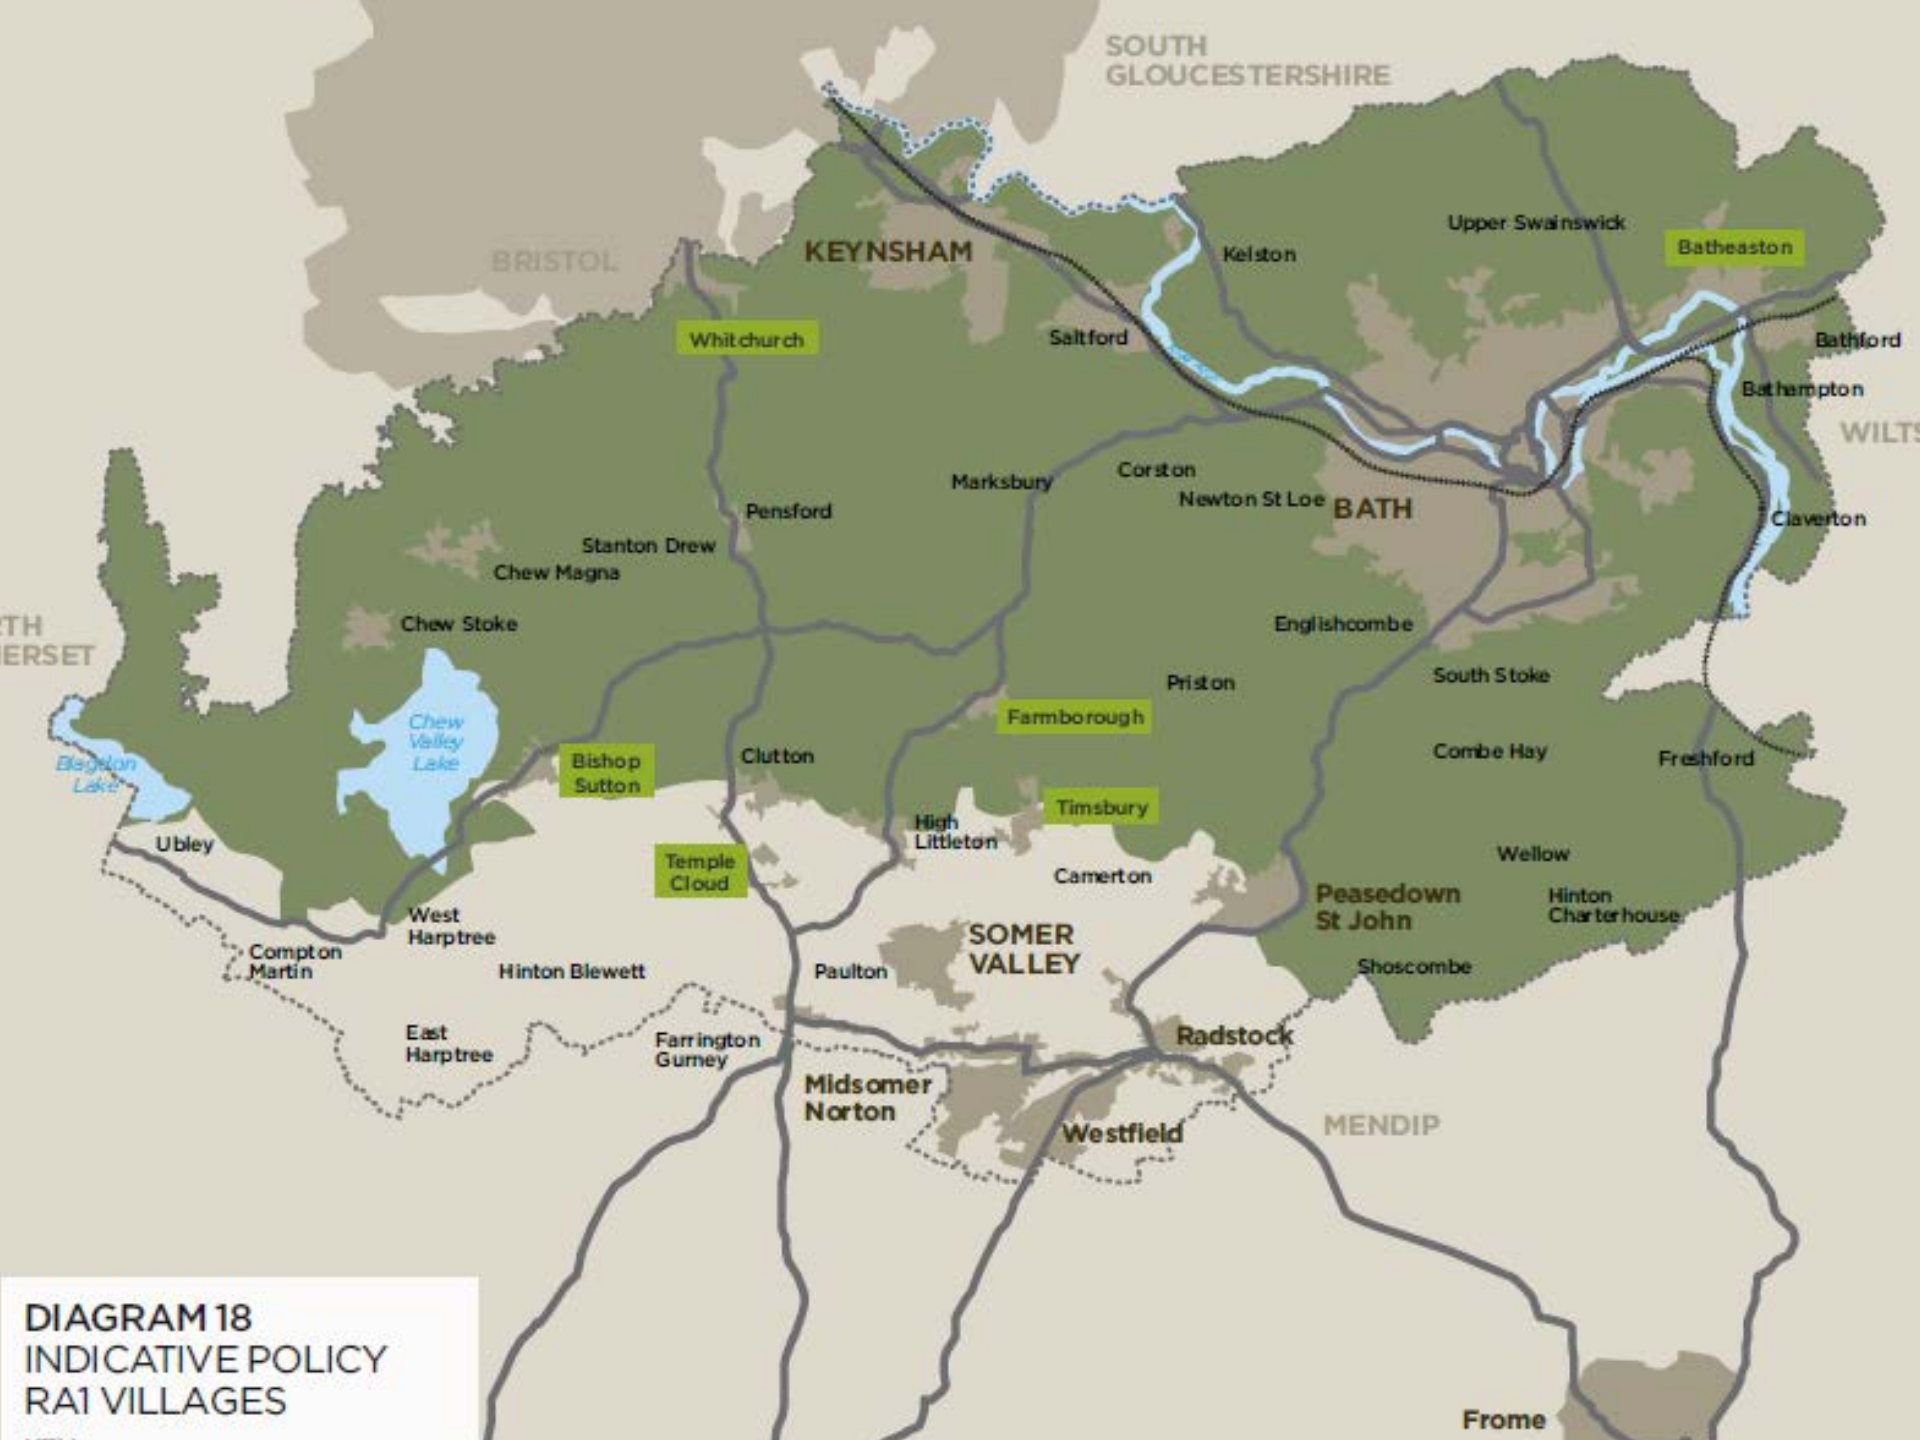 SOUTH
GLOUCESTERSHIRE
Upper Swainswick
Batheaston
KEYNSHAM
Kelston
BRISTOL
Whitchurch
Saltford
Bathford
Bathampton
WILTS
Marksbury
Corston
Newton St Loe
BATH
Pensford
Claverton
Stanton Drew
Chew Magna
Chew Stoke
Englishcombe
RTH
MERSET
Priston
South Stoke
Farmborough
Chew
Valley
Lake
Blagdon
Lake
Bishop
Sutton
Clutton
Combe Hay
Freshford
Timsbury
High
Littleton
Ubley
Temple
Cloud
Camerton
Wellow
Peasedown
St John
Hinton
Charterhouse
West
Harptree
Compton
Martin
Hinton Blewett
Paulton
SOMER
VALLEY
Shoscombe
East
Harptree
Farrington
Gurney
Radstock
Midsomer
Norton
Westfield
MENDIP
DIAGRAM 18
INDICATIVE POLICY
RA1 VILLAGES
Frome